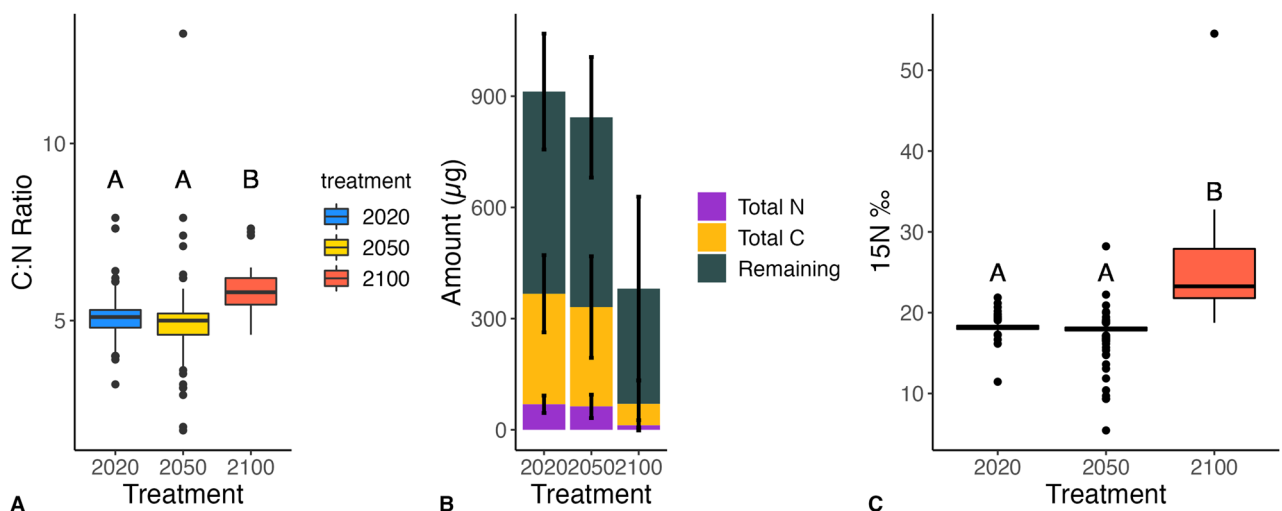 C:N Ratio
10
5
A A B
2020 2050 2100
Treatment
A
treatment
2020
2050
2100
Amount (µg)
900
600
300
0
2020 2050 2100
Treatment
B
Total N
Total C
Remaining
15N ‰
50
40
30
20
10
A A B
2020 2050 2100
Treatment
C